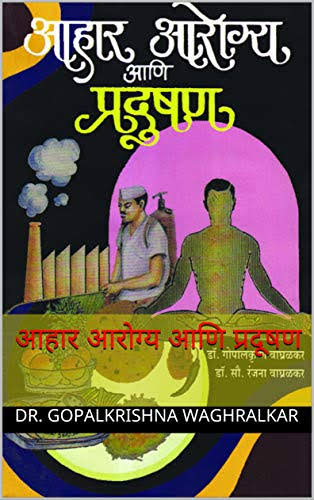 आहार आरोग्य
आणि
प्रदूषण
आहार आरोग्य आणि प्रदूषण
डॉ. गोपालकृष्ण वाघ्रळकर
डॉ. सौ. रंजना वाघ्रळकर
DR. GOPALKRISHNA WAGHRALKAR